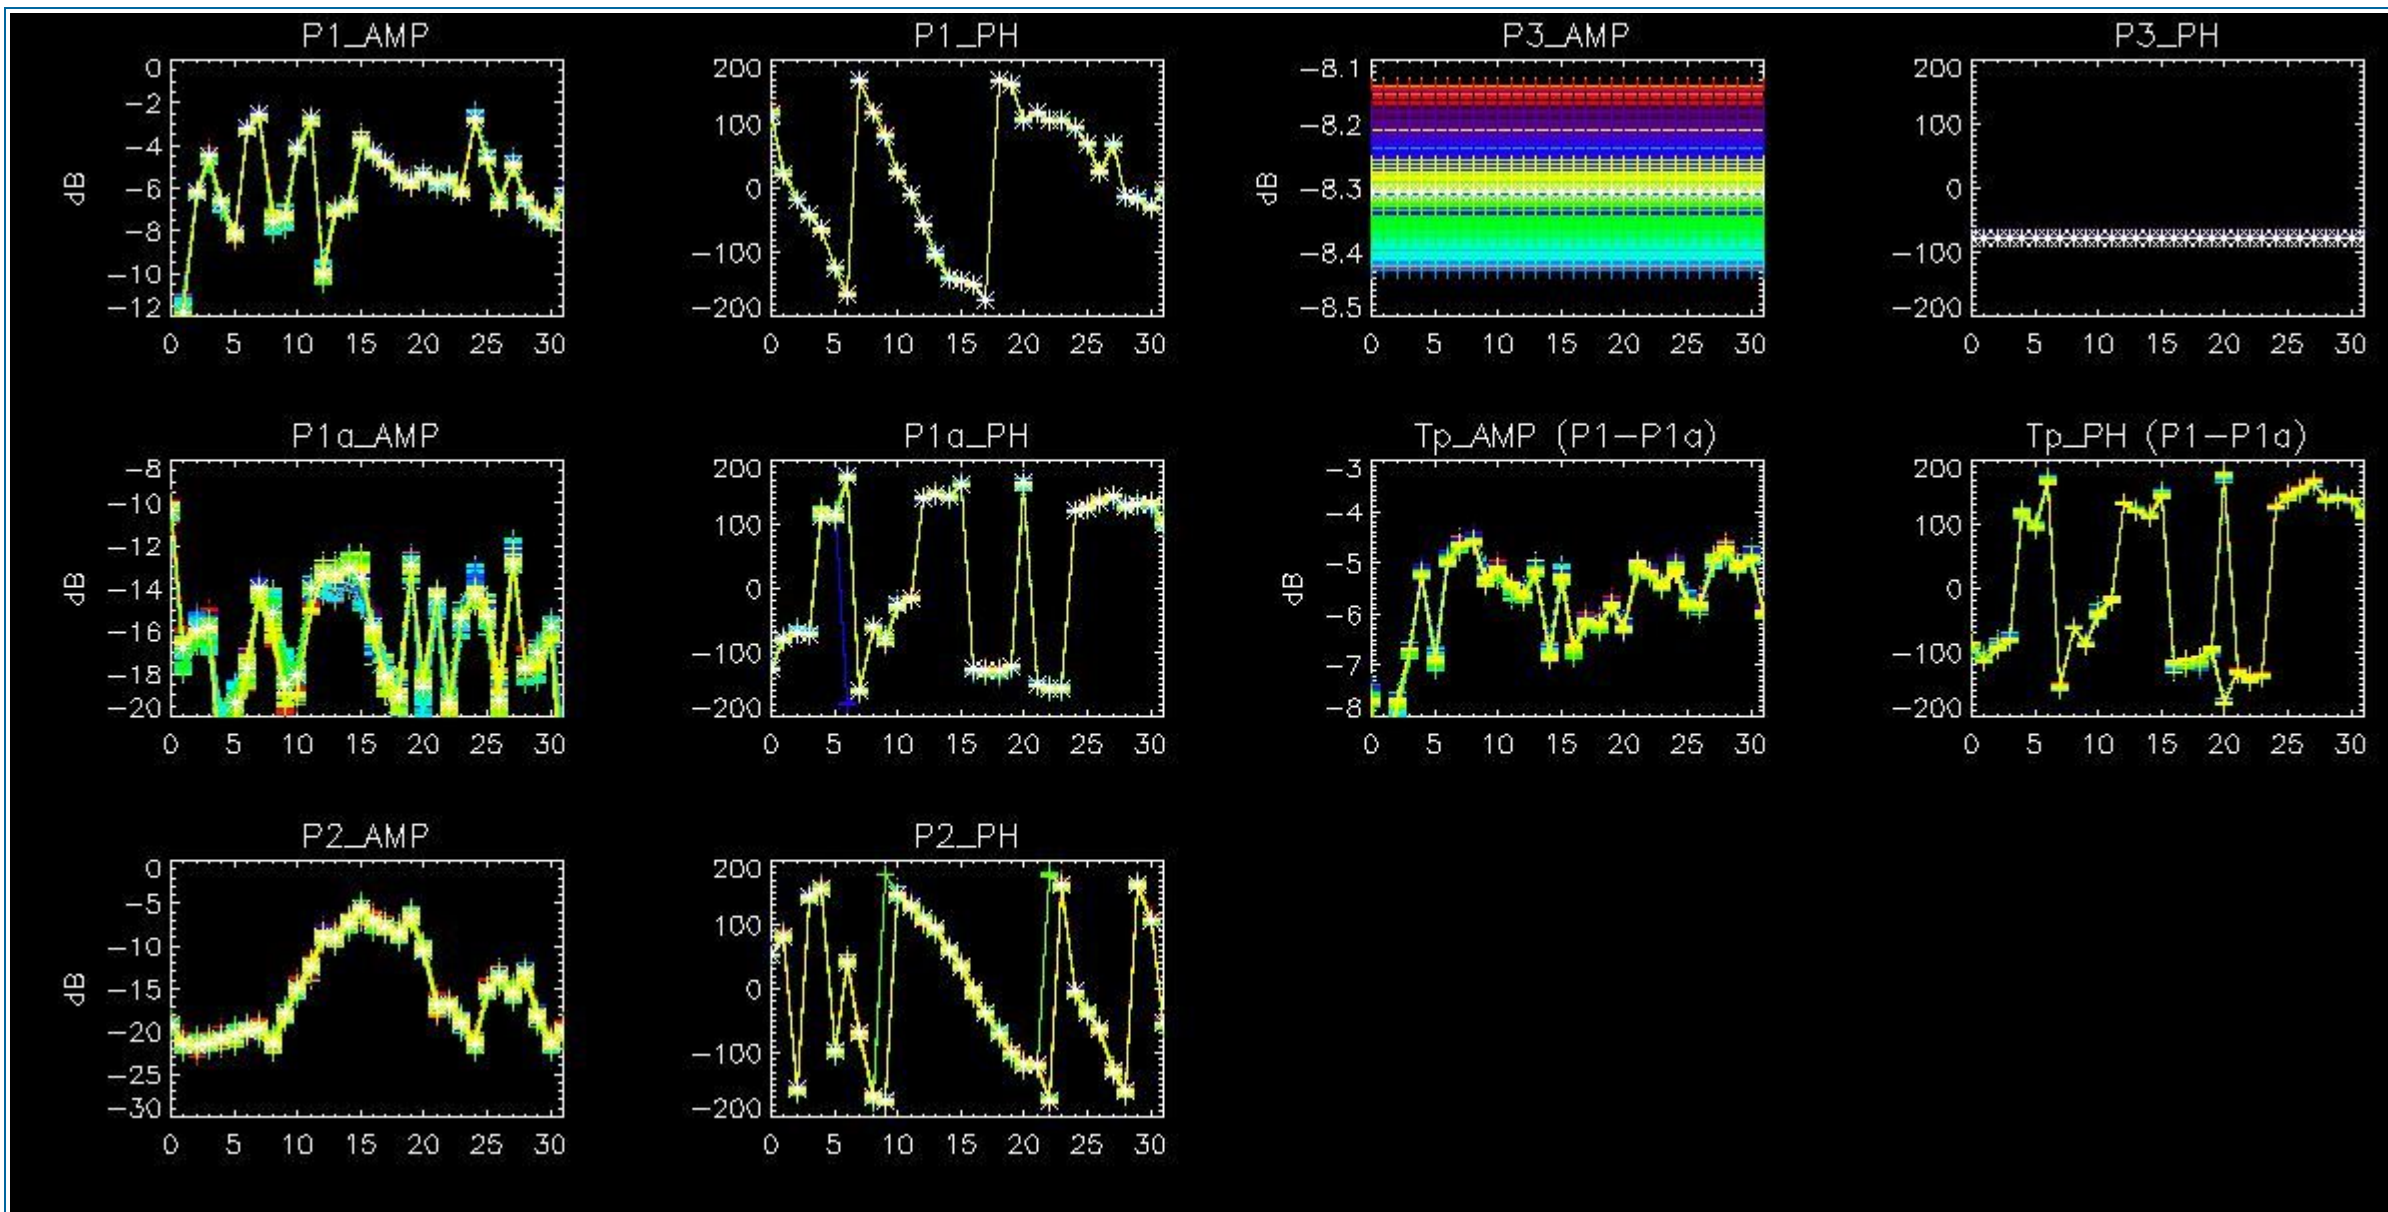 P1_AMP
0
−2
−4
−6
−8
−10
−12
dB
0 5 10 15 20 25 30
P1_PH
200
100
0
−100
−200
0 5 10 15 20 25 30
P3_AMP
−8.1
−8.2
−8.3
−8.4
−8.5
dB
0 5 10 15 20 25 30
P3_PH
200
100
0
−100
−200
0 5 10 15 20 25 30
P1a_AMP
−8
−10
−12
−14
−16
−18
−20
dB
0 5 10 15 20 25 30
P1a_PH
200
100
0
−100
−200
0 5 10 15 20 25 30
Tp_AMP (P1−P1a)
−3
−4
−5
−6
−7
−8
dB
0 5 10 15 20 25 30
Tp_PH (P1−P1a)
200
100
0
−100
−200
0 5 10 15 20 25 30
P2_AMP
0
−5
−10
−15
−20
−25
−30
dB
0 5 10 15 20 25 30
P2_PH
200
100
0
−100
−200
0 5 10 15 20 25 30